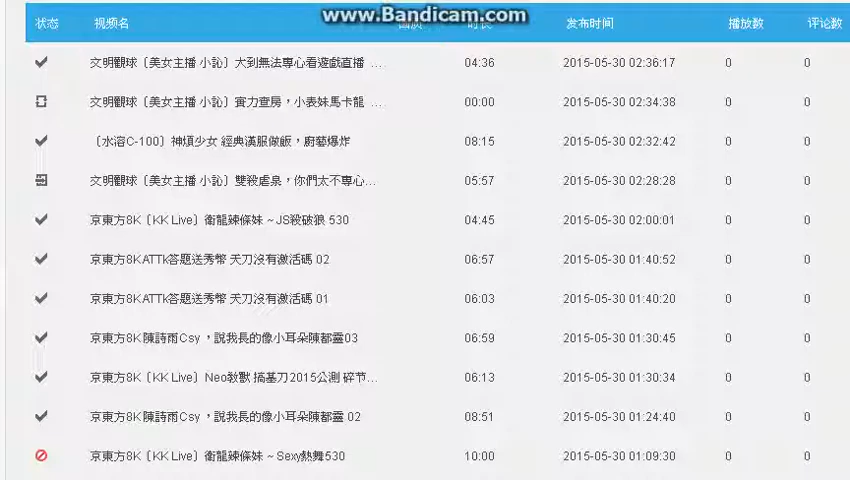 www.Bandicam.com
状态 视频名 时长 发布时间 播放数 评论数
文明觀球〔美女主播 小訫〕大到無法專心看遊戲直播 ... 04:36 2015-05-30 02:36:17 0 0
文明觀球〔美女主播 小訫〕實力查房，小表妹馬卡龍 ... 00:00 2015-05-30 02:34:38 0 0
〔水溶C-100〕神煩少女 經典漢服做飯，廚藝爆炸 08:15 2015-05-30 02:32:42 0 0
文明觀球〔美女主播 小訫〕雙殺虐泉，你們太不專心... 05:57 2015-05-30 02:28:28 0 0
京東方8K〔KK Live〕衛龍辣條妹 ~ JS殺破狼 530 04:45 2015-05-30 02:00:01 0 0
京東方8KATTk答題送秀幣 天刀沒有激活碼 02 06:57 2015-05-30 01:40:52 0 0
京東方8KATTk答題送秀幣 天刀沒有激活碼 01 06:03 2015-05-30 01:40:20 0 0
京東方8K 陳詩雨Csy ，說我長的像小耳朵陳都靈03 06:59 2015-05-30 01:30:45 0 0
京東方8K〔KK Live〕Neo教獸 搞基刀2015公測 碎节... 06:13 2015-05-30 01:30:34 0 0
京東方8K 陳詩雨Csy ，說我長的像小耳朵陳都靈 02 08:51 2015-05-30 01:24:40 0 0
京東方8K〔KK Live〕衛龍辣條妹 ~ Sexy熱舞530 10:00 2015-05-30 01:09:30 0 0